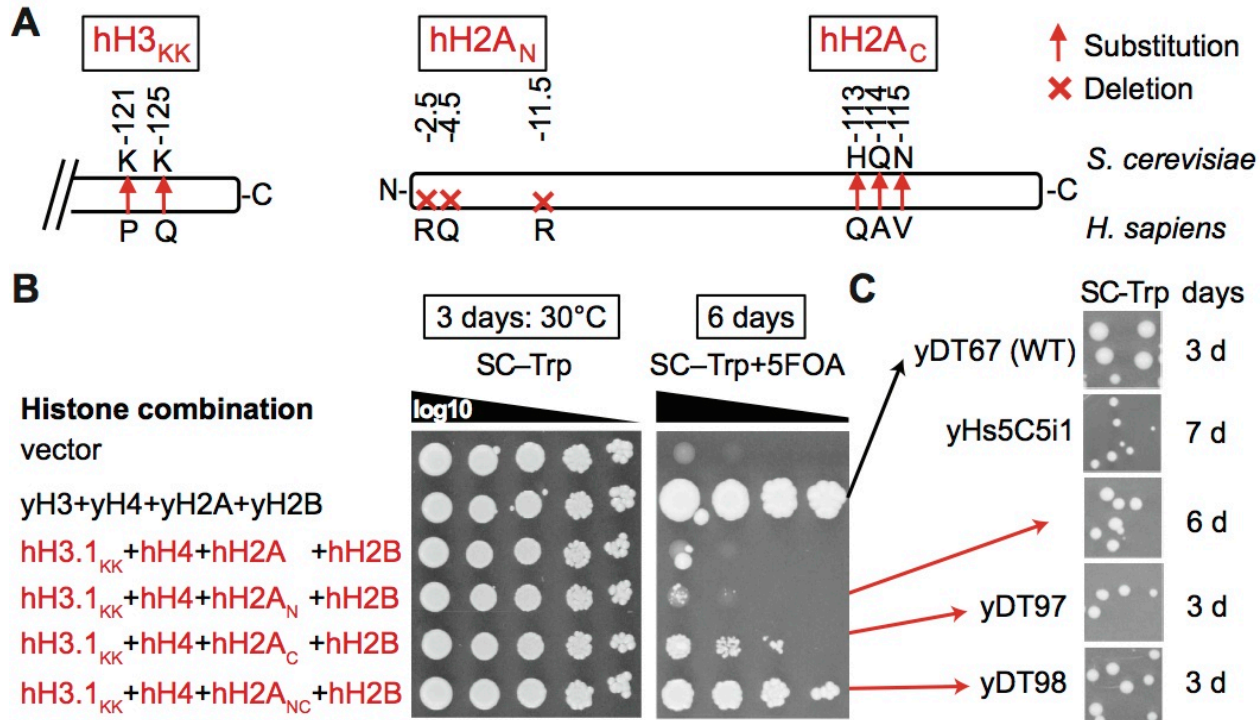 A
hH3KK
hH2AN
hH2AC
Substitution
Deletion
-121
-125
-2.5
-4.5
-11.5
-113
-114
-115
K K
HQN
S. cerevisiae
-C
N-
-C
P Q
RQ
R
QAV
H. sapiens
B
3 days: 30°C
6 days
C
SC-Trp days
SC–Trp
SC–Trp+5FOA
yDT67 (WT)
3 d
log10
Histone combination
vector
yHs5C5i1
7 d
yH3+yH4+yH2A+yH2B
6 d
hH3.1KK+hH4+hH2A +hH2B
hH3.1KK+hH4+hH2AN +hH2B
yDT97
3 d
hH3.1KK+hH4+hH2AC +hH2B
hH3.1KK+hH4+hH2ANC+hH2B
yDT98
3 d